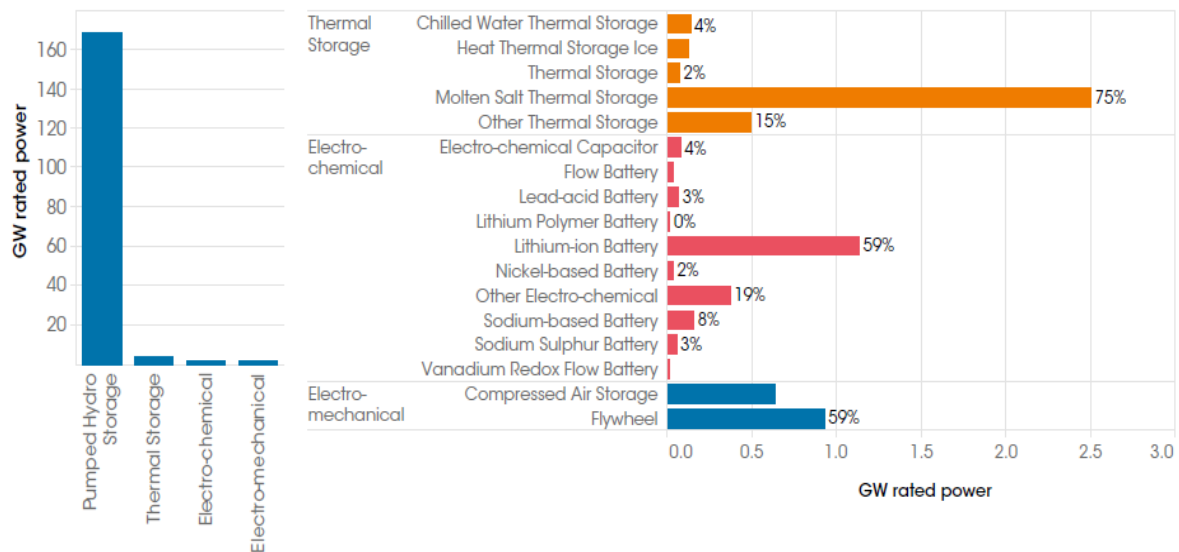 GW rated power
160
140
120
100
80
60
40
20
Pumped Hydro
Storage
Thermal Storage
Electro-chemical
Electro-mechanical
Thermal
Storage
Chilled Water Thermal Storage 4%
Heat Thermal Storage Ice
Thermal Storage 2%
Molten Salt Thermal Storage 75%
Other Thermal Storage 15%
Electro-
chemical
Electro-chemical Capacitor 4%
Flow Battery
Lead-acid Battery 3%
Lithium Polymer Battery 0%
Lithium-ion Battery 59%
Nickel-based Battery 2%
Other Electro-chemical 19%
Sodium-based Battery 8%
Sodium Sulphur Battery 3%
Vanadium Redox Flow Battery
Electro-
mechanical
Compressed Air Storage
Flywheel 59%
0.0 0.5 1.0 1.5 2.0 2.5 3.0
GW rated power